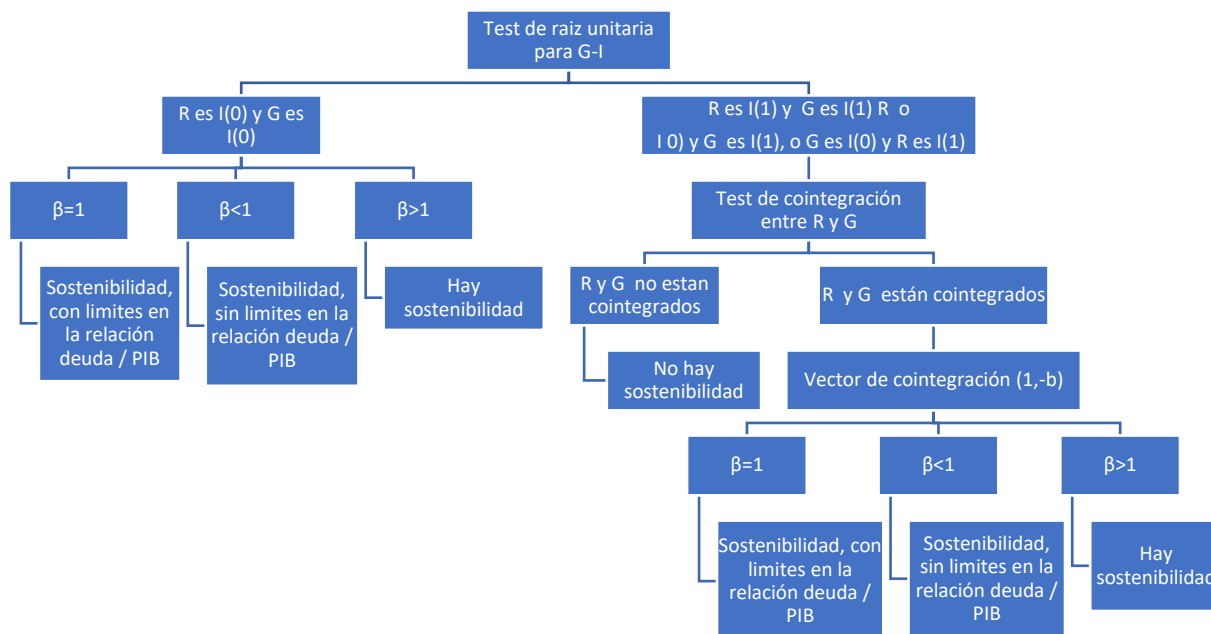 Test de raiz unitaria
para G-I
R es I(0) y G es
I(0)
R es I(1) y G es I(1) R o
I 0) y G es I(1), o G es I(0) y R es I(1)
β=1
β<1
β>1
Sostenibilidad,
con limites en
la relación
deuda / PIB
Sostenibilidad,
sin limites en la
relación deuda /
PIB
Hay
sostenibilidad
Test de cointegración
entre R y G
R y G no estan
cointegrados
R y G están cointegrados
No hay
sostenibilidad
Vector de cointegración (1,-b)
β=1
β<1
β>1
Sostenibilidad, con
limites en la
relación deuda /
PIB
Sostenibilidad,
sin limites en la
relación deuda /
PIB
Hay
sostenibilidad